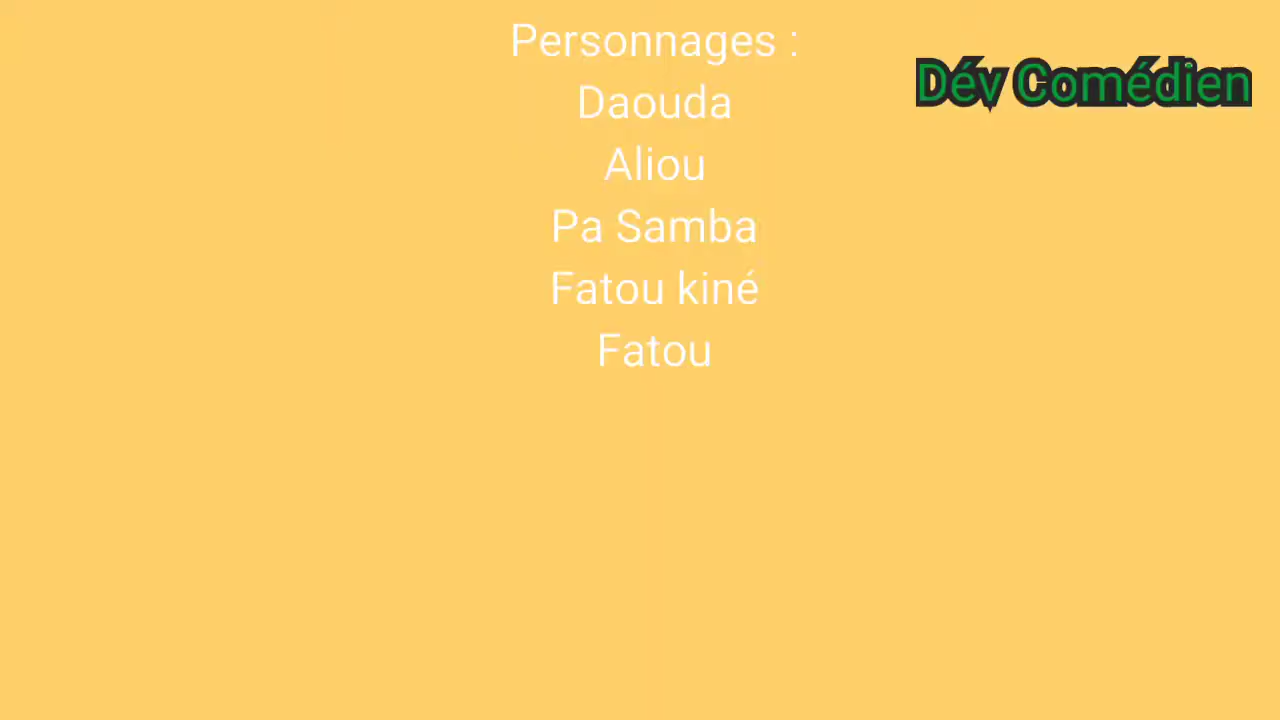 Personnages :
Dév Comédien
Daouda
Aliou
Pa Samba
Fatou kiné
Fatou